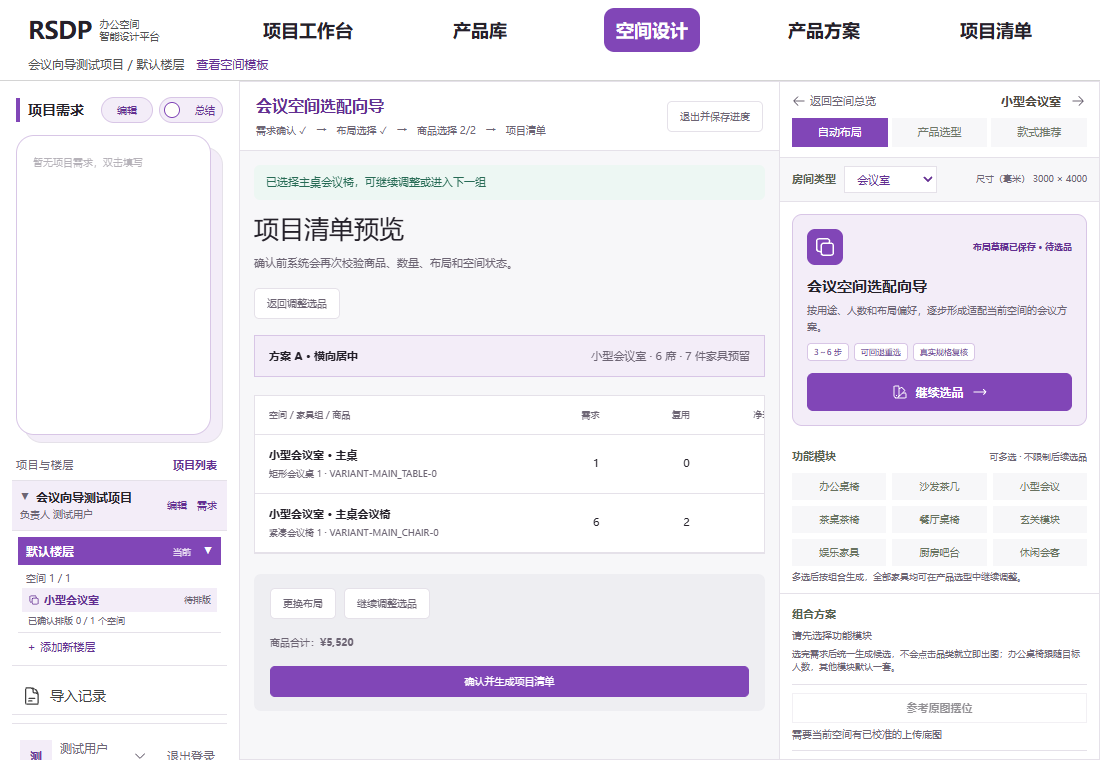 RSDP 办公空间
智能设计平台
项目工作台
产品库
空间设计
产品方案
项目清单
会议向导测试项目 / 默认楼层 查看空间模板
项目需求
编辑
总结
暂无项目需求，双击填写
项目与楼层
项目列表
▼ 会议向导测试项目
负责人 测试用户
编辑 需求
默认楼层
当前 ▼
空间 1 / 1
小型会议室
待排版
已确认排版 0 / 1 个空间
+ 添加新楼层
导入记录
测
测试用户
退出登录
会议空间选配向导
需求确认 ✓ → 布局选择 ✓ → 商品选择 2/2 → 项目清单
退出并保存进度
已选择主桌会议椅，可继续调整或进入下一组
项目清单预览
确认前系统会再次校验商品、数量、布局和空间状态。
返回调整选品
方案 A • 横向居中
小型会议室 · 6 席 · 7 件家具预留
空间 / 家具组 / 商品
需求
复用
小型会议室 • 主桌
矩形会议桌 1 · VARIANT-MAIN_TABLE-0
1
0
小型会议室 • 主桌会议椅
紧凑会议椅 1 · VARIANT-MAIN_CHAIR-0
6
2
更换布局
继续调整选品
商品合计：¥5,520
确认并生成项目清单
← 返回空间总览
小型会议室 →
自动布局
产品选型
款式推荐
房间类型
会议室
尺寸（毫米） 3000 × 4000
布局草稿已保存 • 待选品
会议空间选配向导
按用途、人数和布局偏好，逐步形成适配当前空间的会议方
案。
3–6 步
可回退重选
真实规格复核
继续选品 →
功能模块
可多选 · 不限制后续选品
办公桌椅
沙发茶几
小型会议
茶桌茶椅
餐厅桌椅
玄关模块
娱乐家具
厨房吧台
休闲会客
多选后按组合生成，全部家具均可在产品选型中继续调整。
组合方案
请先选择功能模块
选完需求后统一生成候选，不会点击品类就立即出图；办公桌椅跟随目标
人数，其他模块默认一套。
参考原图摆位
需要当前空间有已校准的上传底图